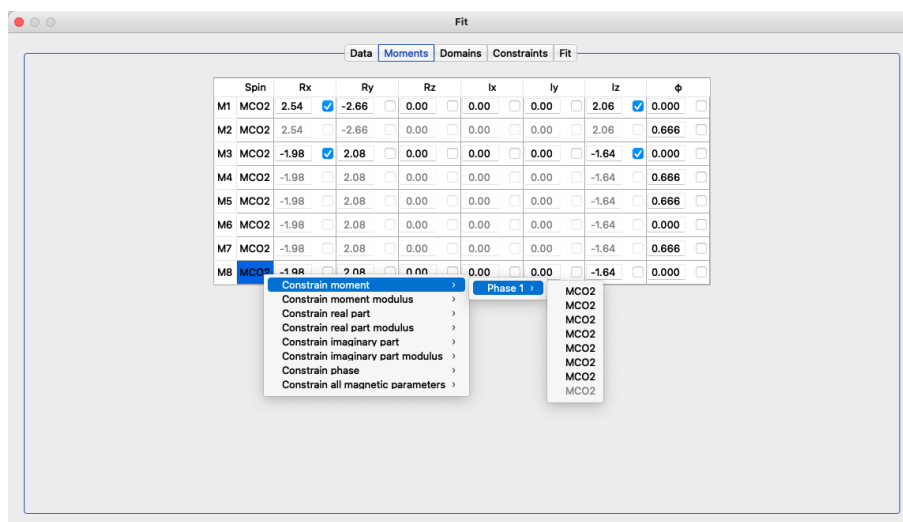 Fit
Data Moments Domains Constraints Fit
Spin Rx Ry Rz Ix Iy Iz ϕ
M1 MCO2 2.54 -2.66 0.00 0.00 0.00 2.06 0.000
M2 MCO2 2.54 -2.66 0.00 0.00 0.00 2.06 0.666
M3 MCO2 -1.98 2.08 0.00 0.00 0.00 -1.64 0.000
M4 MCO2 -1.98 2.08 0.00 0.00 0.00 -1.64 0.666
M5 MCO2 -1.98 2.08 0.00 0.00 0.00 -1.64 0.666
M6 MCO2 -1.98 2.08 0.00 0.00 0.00 -1.64 0.000
M7 MCO2 -1.98 2.08 0.00 0.00 0.00 -1.64 0.666
M8 MCO2 -1.98 2.08 0.00 0.00 0.00 -1.64 0.000
Constrain moment
Constrain moment modulus
Constrain real part
Constrain real part modulus
Constrain imaginary part
Constrain imaginary part modulus
Constrain phase
Constrain all magnetic parameters
Phase 1
MCO2
MCO2
MCO2
MCO2
MCO2
MCO2
MCO2
MCO2